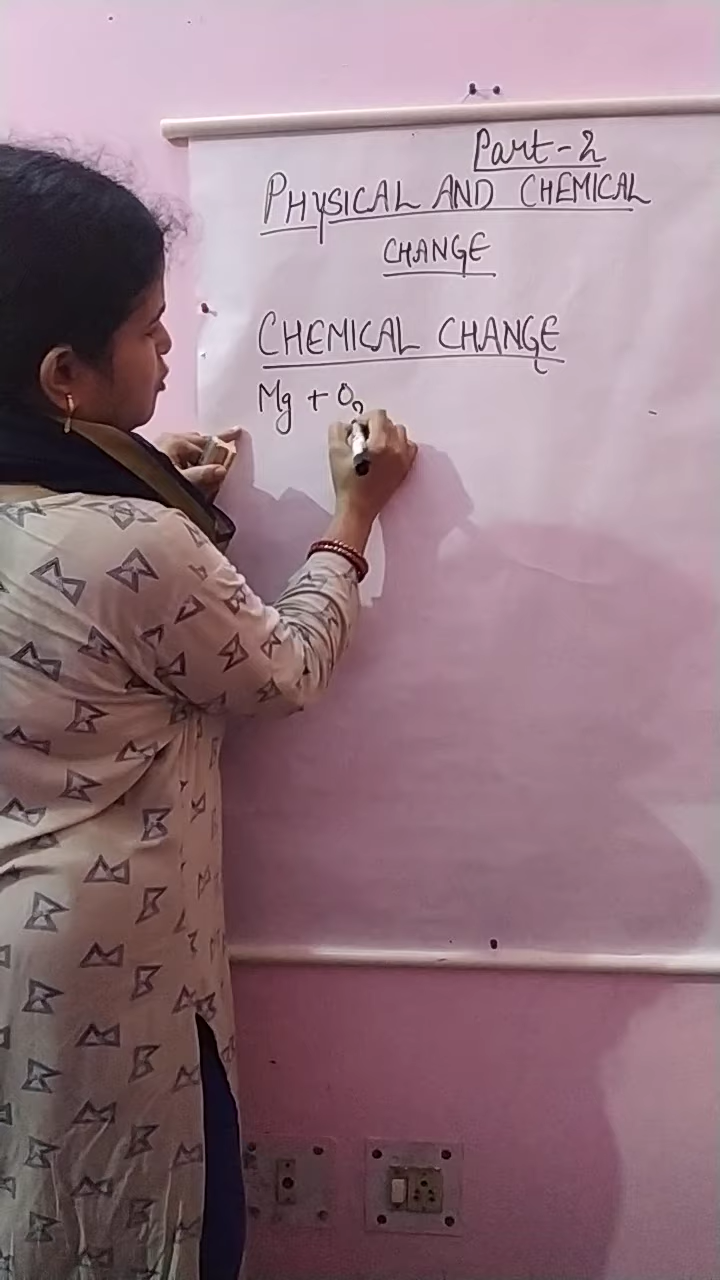 Part-2
PHYSICAL AND CHEMICAL
CHANGE
CHEMICAL CHANGE
Mg + O₂